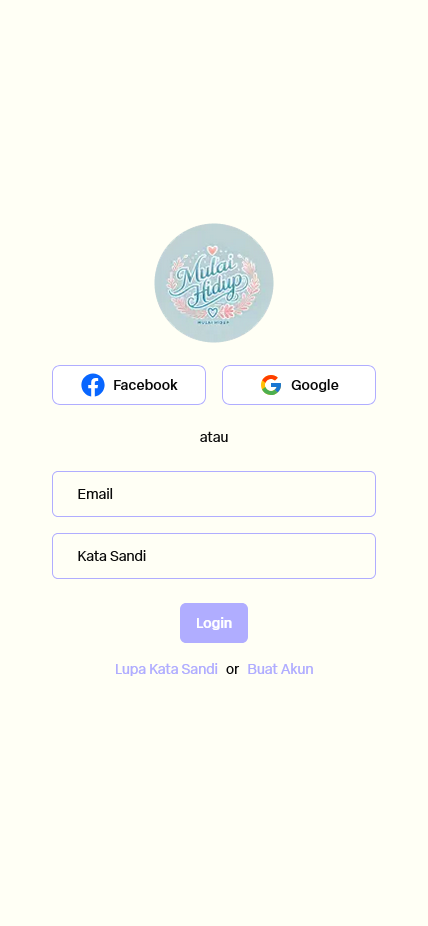 Mulai
Hidup
MULAI HIDUP
Facebook
Google
atau
Email
Kata Sandi
Login
Lupa Kata Sandi or Buat Akun